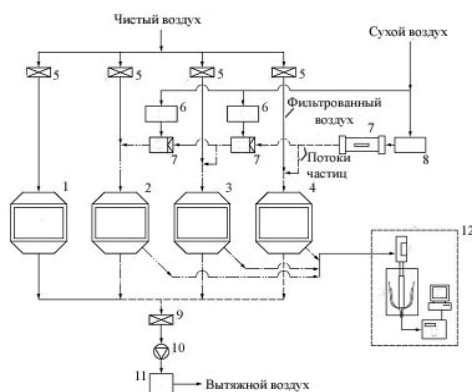 Чистый воздух
Сухой воздух
5
5
5
5
6
6
Фильтрованный
воздух
7
7
7
8
Потоки
частиц
1
2
3
4
12
9
10
11
Вытяжной воздух